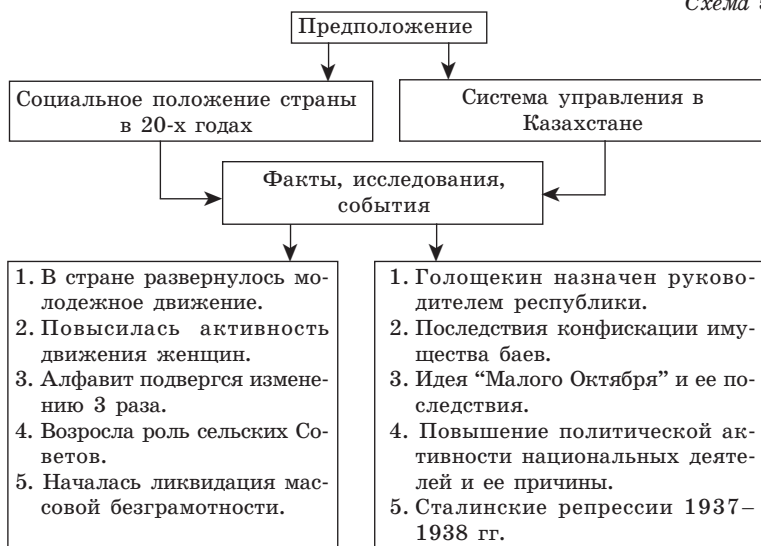 Схема
Предположение
Социальное положение страны
в 20-х годах
Система управления в
Казахстане
Факты, исследования,
события
1. В стране развернулось мо-
лодежное движение.
2. Повысилась активность
движения женщин.
3. Алфавит подвергся измене-
нию 3 раза.
4. Возросла роль сельских Со-
ветов.
5. Началась ликвидация мас-
совой безграмотности.
1. Голощекин назначен руково-
дителем республики.
2. Последствия конфискации иму-
щества баев.
3. Идея “Малого Октября” и ее по-
следствия.
4. Повышение политической ак-
тивности национальных деяте-
лей и ее причины.
5. Сталинские репрессии 1937–
1938 гг.